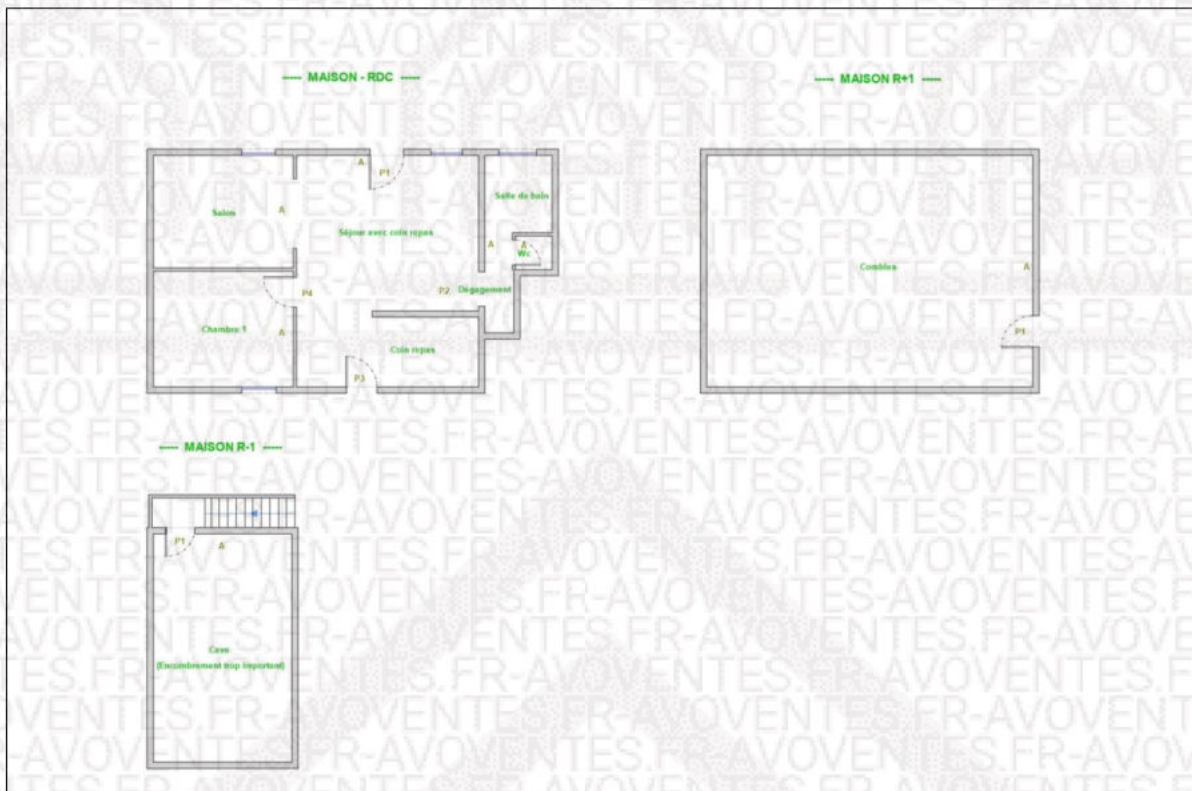 ----- MAISON - RDC -----
----- MAISON R+1 -----
A
P1
Salle de bain
Salon
A
Séjour avec coin repas
A
A
Wc
Combles
A
P4
P2
Dégagement
Chambre 1
A
P1
Coin repas
P3
----- MAISON R-1 -----
P1
A
Cave
(Encombrement trop important)
AVOVENTES.FR